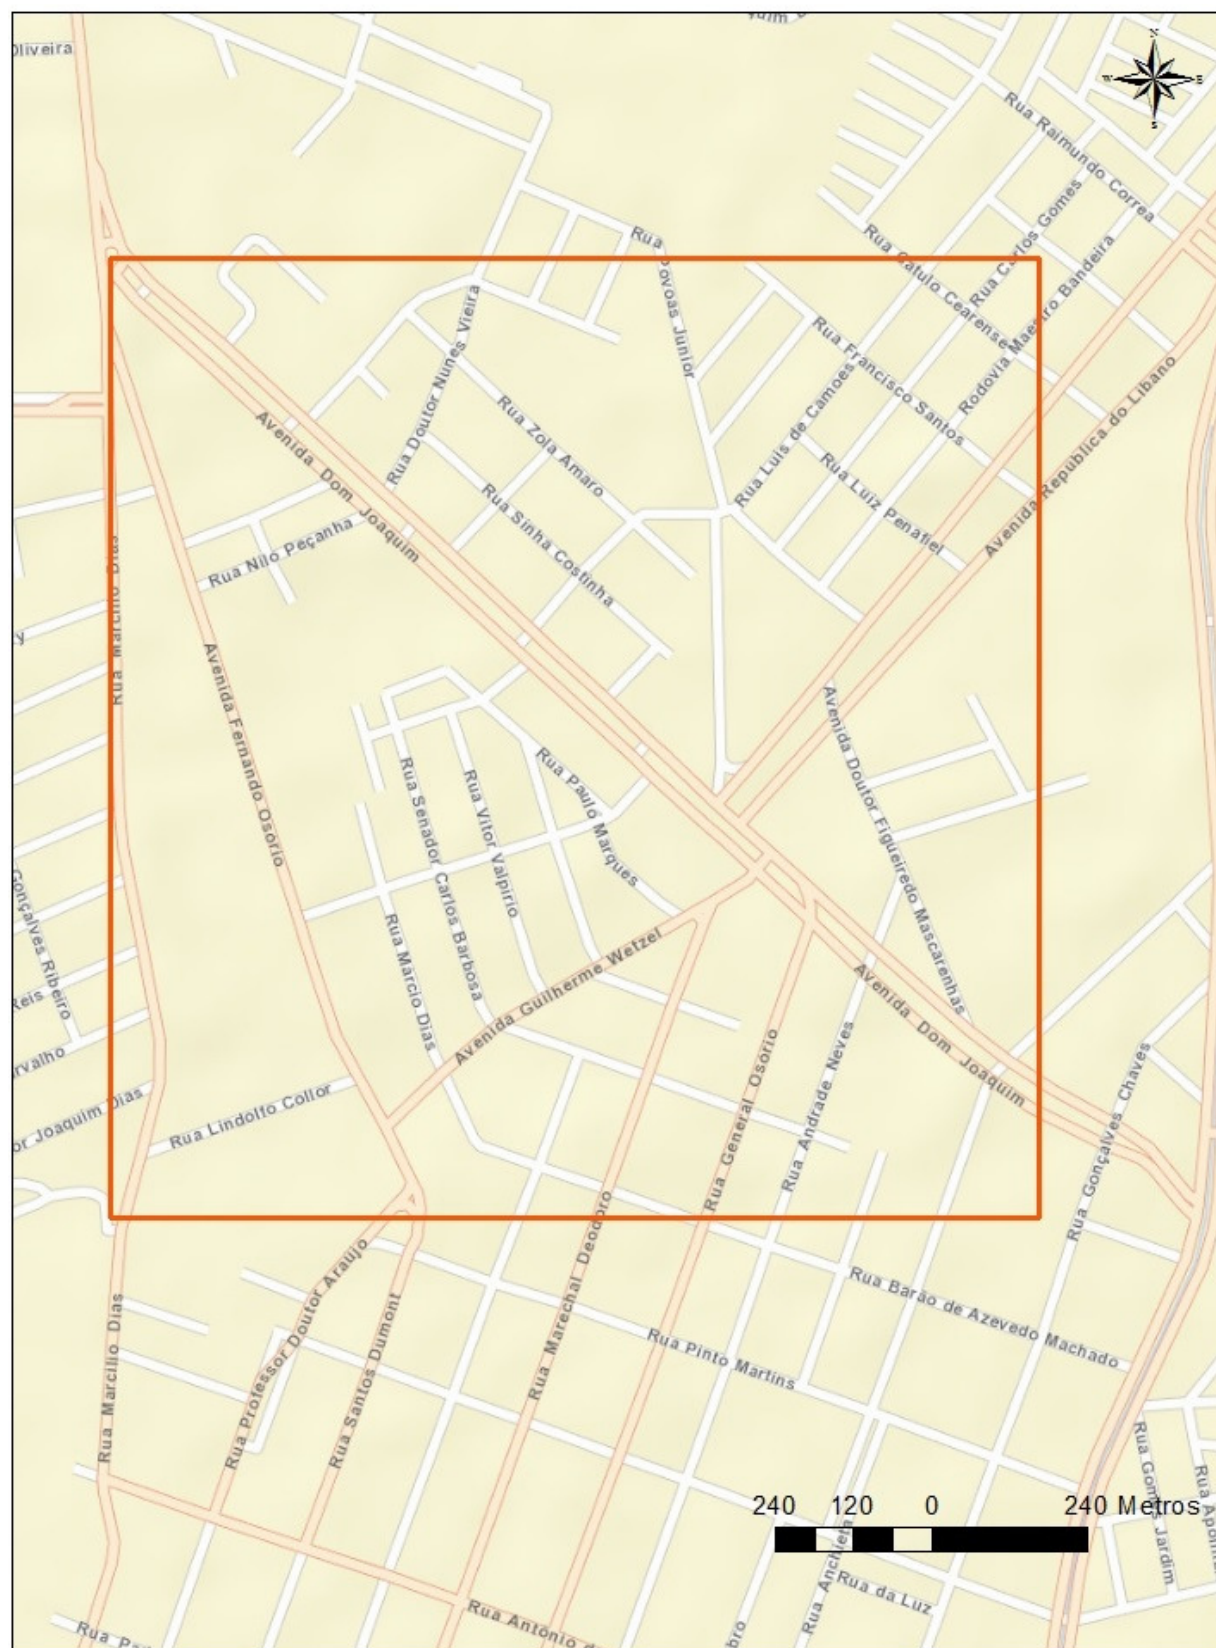 Oliveira
N
W
E
S
Rua Raimundo Correa
Rua Carlos Gomes
Rua Catulo Cearense
Rodovia Maestro Bandeira
Rua Povoas Junior
Rua Doutor Nunes Vieira
Rua Francisco Santos
Rua Luis de Camoes
Avenida Republica do Libano
Rua Zola Amaro
Avenida Dom Joaquim
Rua Luiz Penafiel
Rua Sinha Costinha
Rua Nilo Peçanha
Rua Marcilio Dias
Avenida Fernando Osorio
Avenida Doutor Figueiredo Mascarenhas
Rua Paulo Marques
Rua Senador Carlos Barbosa
Rua Vitor Valpirio
Gonçalves Ribeiro
Rua Marcio Dias
Avenida Guilherme Wetzel
Avenida Dom Joaquim
Reis
rvalho
or Joaquim Dias
Rua Lindolfo Collor
Rua General Osório
Rua Andrade Neves
Rua Gonçalves Chaves
Rua Marechal Deodoro
Rua Professor Doutor Araujo
Rua Santos Dumont
Rua Marcilio Dias
Rua Barão de Azevedo Machado
Rua Pinto Martins
Rua Gomes Jardim
240 120 0 240 Metros
Rua Anchieta
Rua da Luz
Rua Antônio d
bro